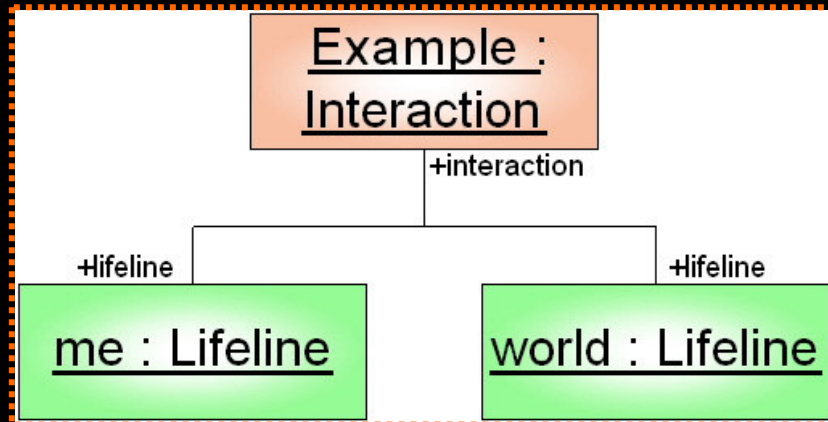 Example :
Interaction
+interaction
+lifeline
+lifeline
me : Lifeline
world : Lifeline